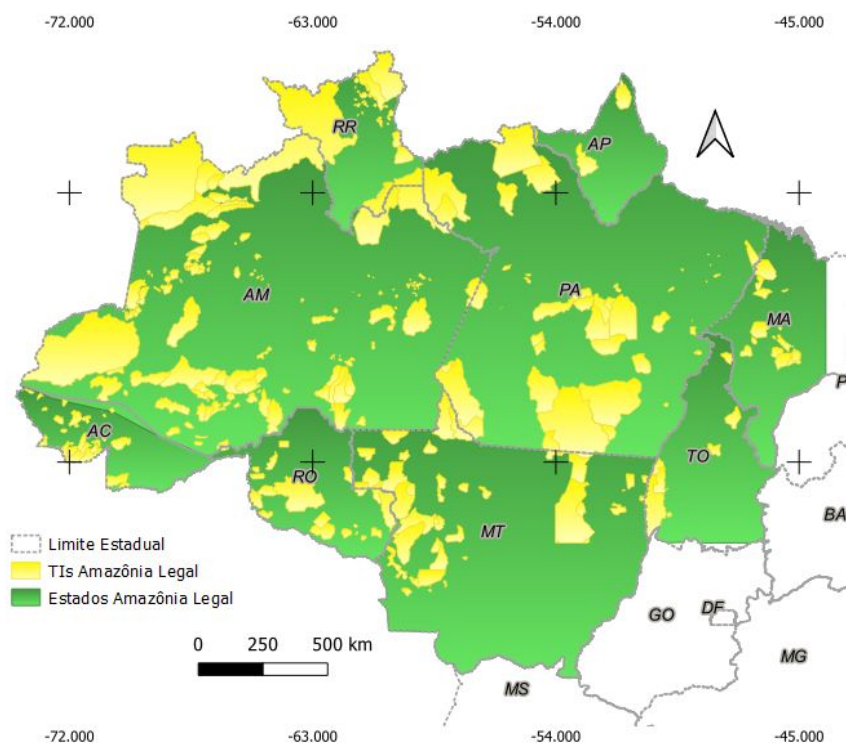 -72.000 -63.000 -54.000 -45.000
RR
AP
AM
PA
MA
AC
TO
RO
MT
BA
Limite Estadual
TIs Amazônia Legal
Estados Amazônia Legal
GO
DF
0 250 500 km
MG
MS
-72.000 -63.000 -54.000 -45.000